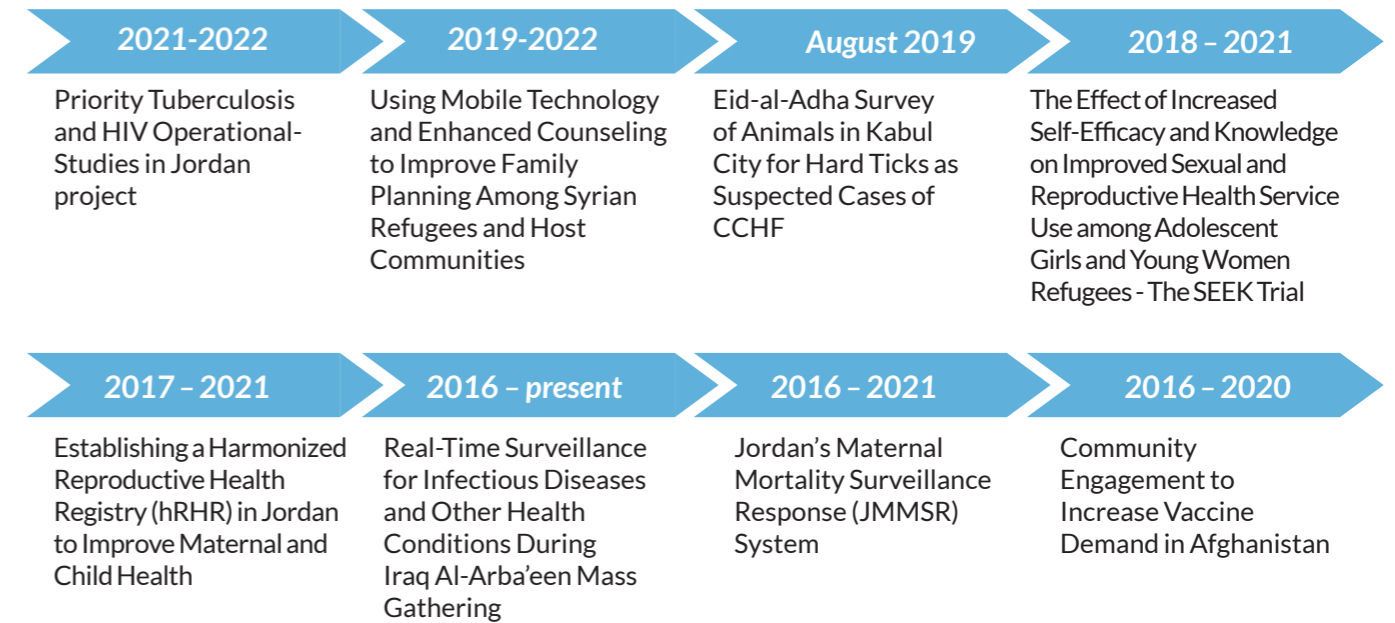 2021-2022
Priority Tuberculosis
and HIV Operational-
Studies in Jordan
project
2019-2022
Using Mobile Technology
and Enhanced Counseling
to Improve Family
Planning Among Syrian
Refugees and Host
Communities
August 2019
Eid-al-Adha Survey
of Animals in Kabul
City for Hard Ticks as
Suspected Cases of
CCHF
2018 – 2021
The Effect of Increased
Self-Efficacy and Knowledge
on Improved Sexual and
Reproductive Health Service
Use among Adolescent
Girls and Young Women
Refugees - The SEEK Trial
2017 – 2021
Establishing a Harmonized
Reproductive Health
Registry (hRHR) in Jordan
to Improve Maternal and
Child Health
2016 – present
Real-Time Surveillance
for Infectious Diseases
and Other Health
Conditions During
Iraq Al-Arba’een Mass
Gathering
2016 – 2021
Jordan’s Maternal
Mortality Surveillance
Response (JMMSR)
System
2016 – 2020
Community
Engagement to
Increase Vaccine
Demand in Afghanistan